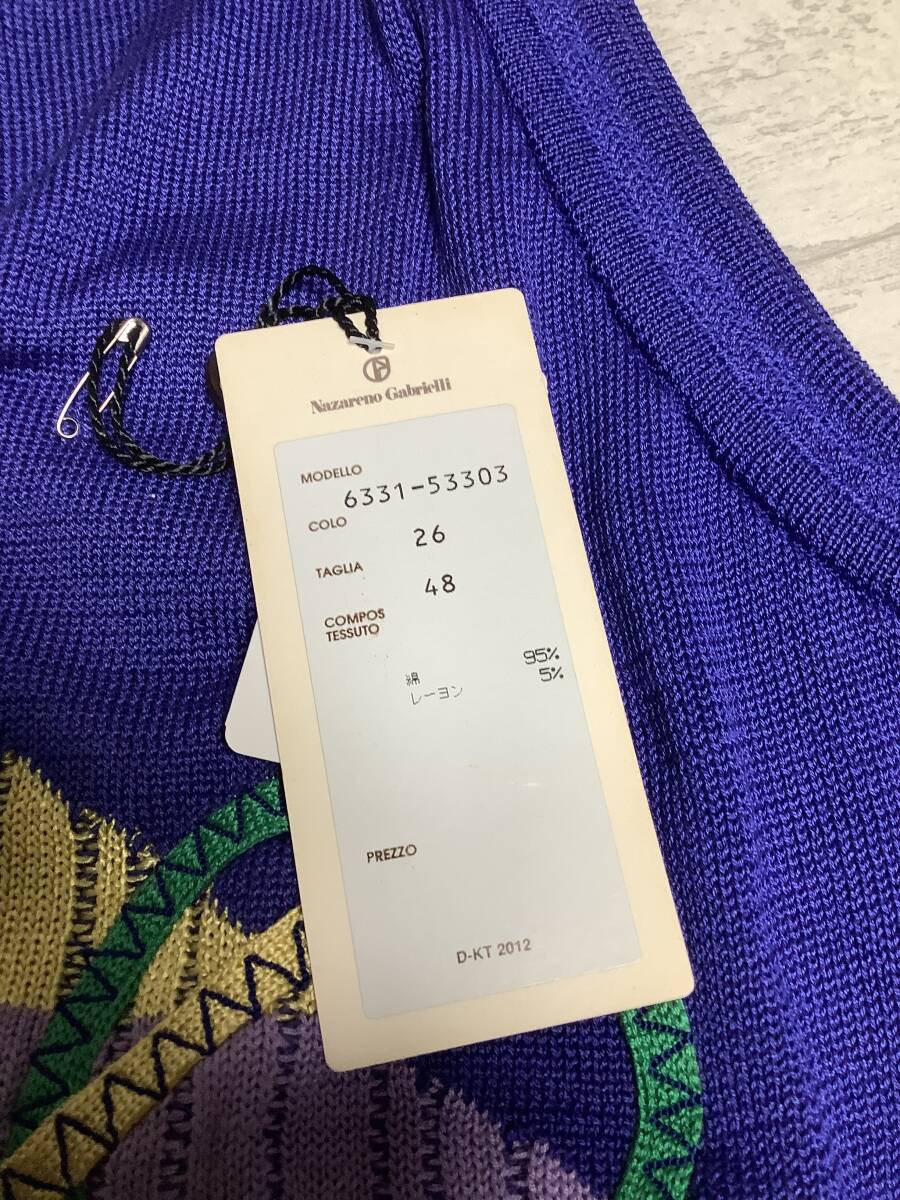 Nazareno Gabrielli
MODELLO
6331-53303
COLO
26
TAGLIA
48
COMPOS
TESSUTO
綿 95%
レーヨン 5%
PREZZO
D-KT 2012